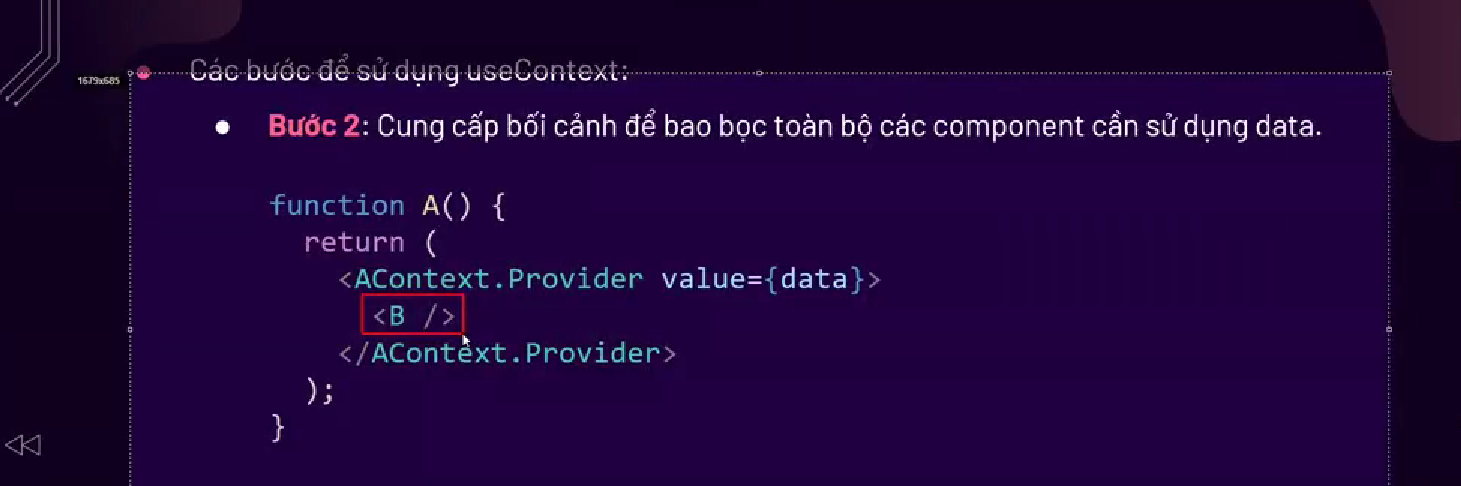 Các bước để sử dụng useContext:
1679x685
Bước 2: Cung cấp bối cảnh để bao bọc toàn bộ các component cần sử dụng data.
function A() {
return (
<AContext.Provider value={data}>
<B />
</AContext.Provider>
);
}